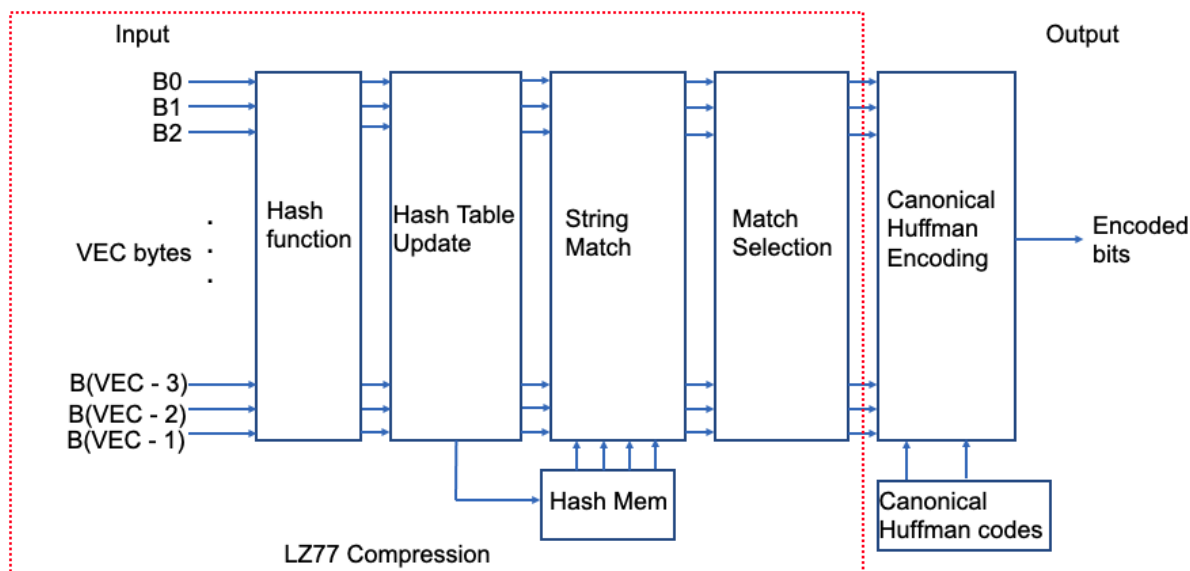 Input
Output
B0
B1
B2
VEC bytes
B(VEC - 3)
B(VEC - 2)
B(VEC - 1)
Hash
function
Hash Table
Update
String
Match
Match
Selection
Canonical
Huffman
Encoding
Encoded
bits
Hash Mem
Canonical
Huffman codes
LZ77 Compression